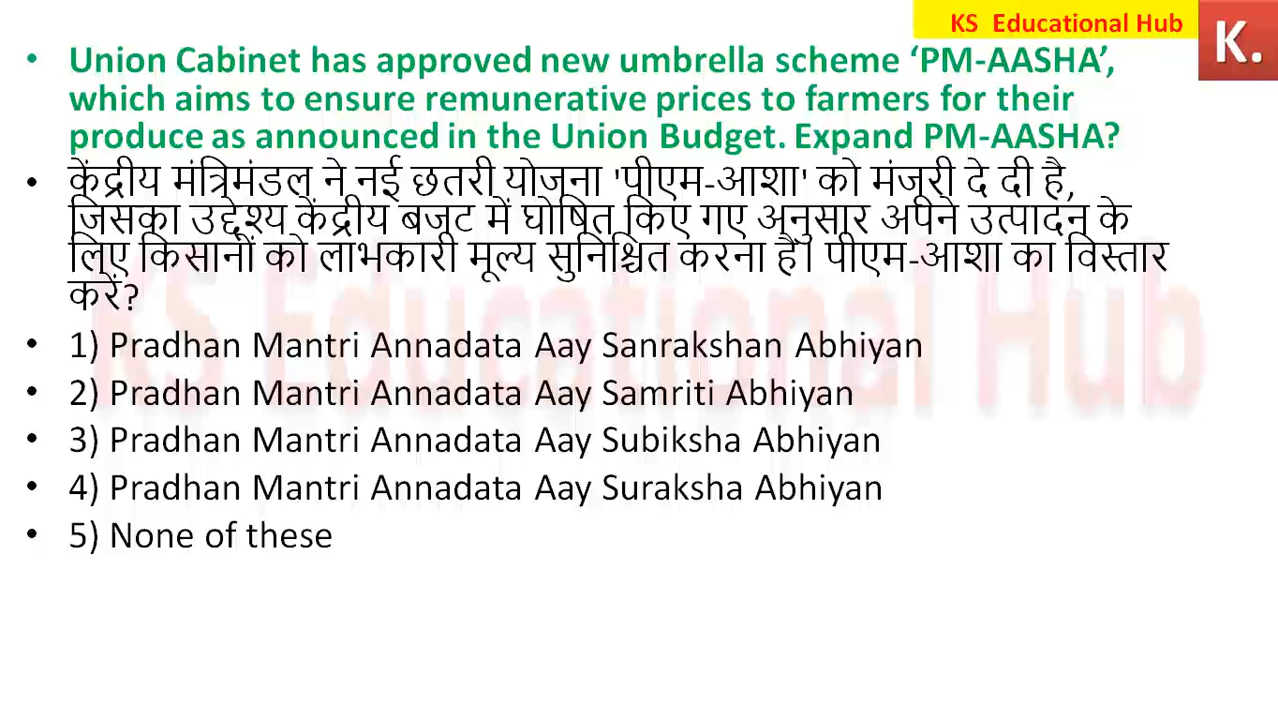 KS Educational Hub
K.
• Union Cabinet has approved new umbrella scheme ‘PM-AASHA’,
which aims to ensure remunerative prices to farmers for their
produce as announced in the Union Budget. Expand PM-AASHA?
• केंद्रीय मंत्रिमंडल ने नई छतरी योजना 'पीएम-आशा' को मंजूरी दे दी है,
जिसका उद्देश्य केंद्रीय बजट में घोषित किए गए अनुसार अपने उत्पादन के
लिए किसानों को लाभकारी मूल्य सुनिश्चित करना हैं। पीएम-आशा का विस्तार
करें?
• 1) Pradhan Mantri Annadata Aay Sanrakshan Abhiyan
• 2) Pradhan Mantri Annadata Aay Samriti Abhiyan
• 3) Pradhan Mantri Annadata Aay Subiksha Abhiyan
• 4) Pradhan Mantri Annadata Aay Suraksha Abhiyan
• 5) None of these
KS Educational Hub